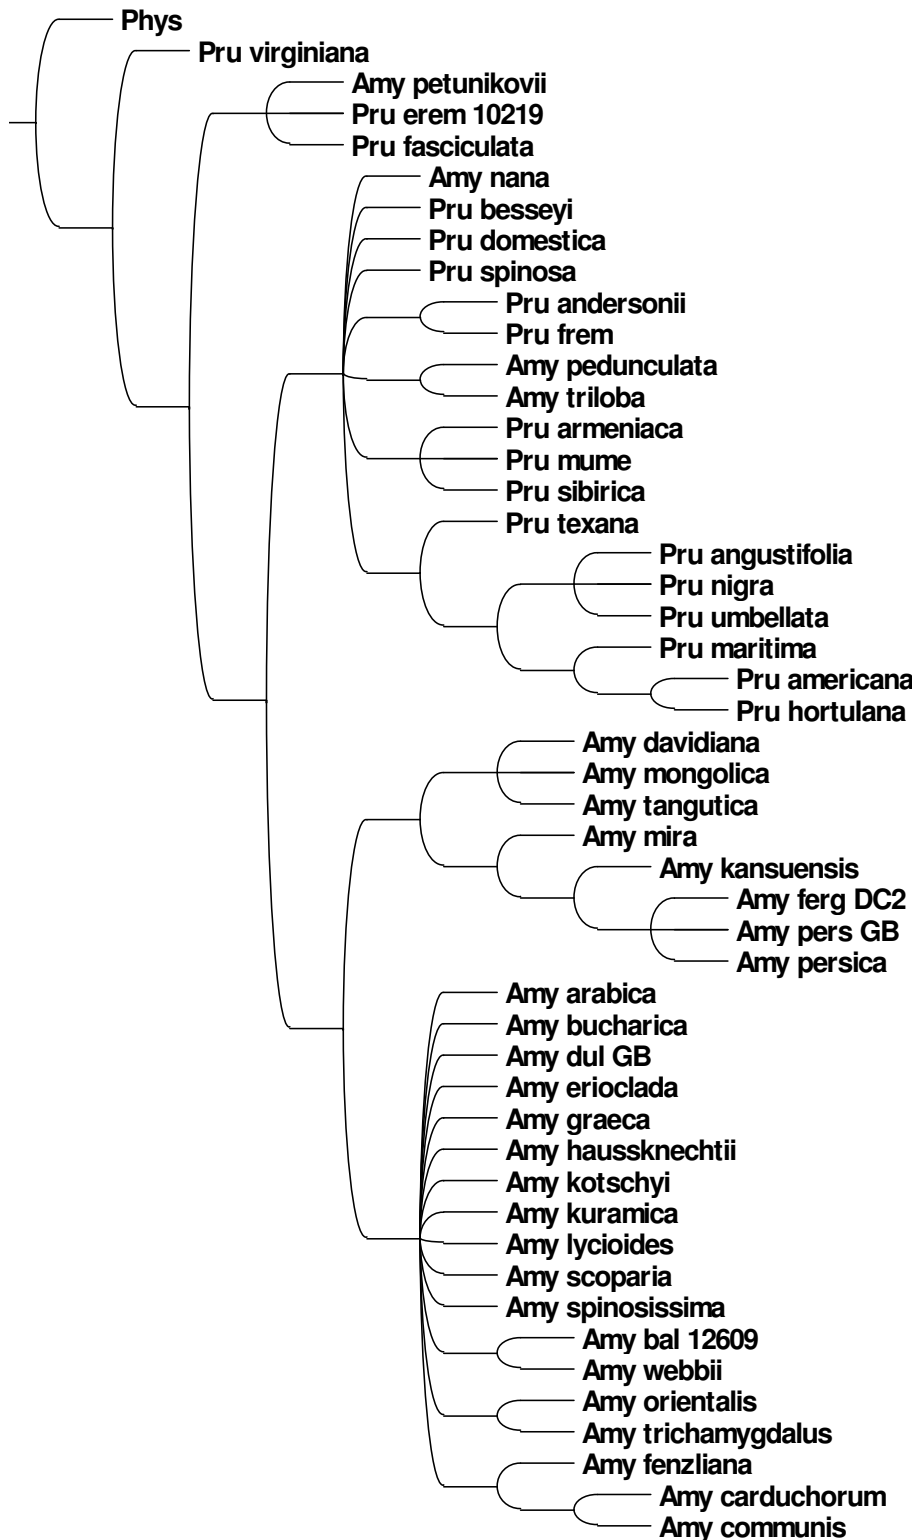 Phys
Pru virginiana
Amy petunikovii
Pru erem 10219
Pru fasciculata
Amy nana
Pru besseyi
Pru domestica
Pru spinosa
Pru andersonii
Pru frem
Amy pedunculata
Amy triloba
Pru armeniaca
Pru mume
Pru sibirica
Pru texana
Pru angustifolia
Pru nigra
Pru umbellata
Pru maritima
Pru americana
Pru hortulana
Amy davidiana
Amy mongolica
Amy tangutica
Amy mira
Amy kansuensis
Amy ferg DC2
Amy pers GB
Amy persica
Amy arabica
Amy bucharica
Amy dul GB
Amy erioclada
Amy graeca
Amy haussknechtii
Amy kotschyi
Amy kuramica
Amy lycioides
Amy scoparia
Amy spinosissima
Amy bal 12609
Amy webbii
Amy orientalis
Amy trichamygdalus
Amy fenzliana
Amy carduchorum
Amy communis